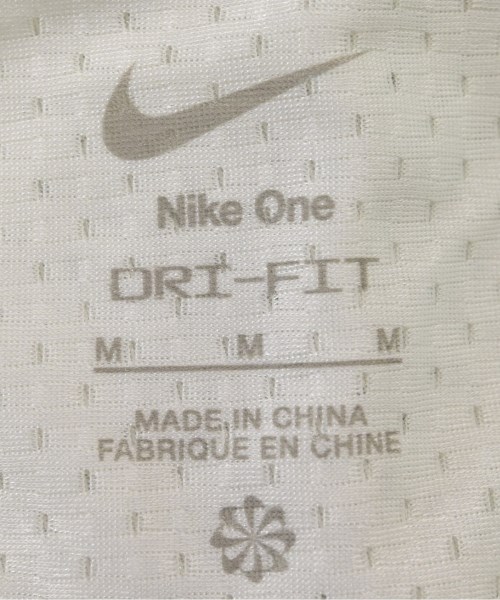 Nike One
DRI-FIT
M M M
MADE IN CHINA
FABRIQUE EN CHINE